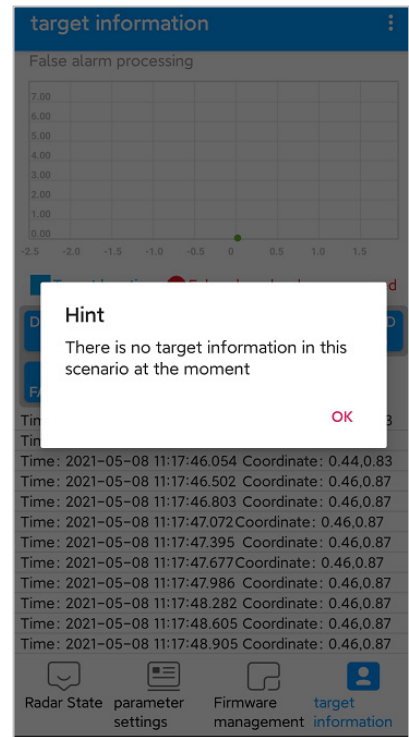 target information
False alarm processing
7.00
6.00
5.00
4.00
3.00
2.00
1.00
0.00
-2.5 -2.0 -1.5 -1.0 -0.5 0 0.5 1.0 1.5
Hint
There is no target information in this
scenario at the moment
OK
Time: 2021-05-08 11:17:46.054 Coordinate: 0.44,0.83
Time: 2021-05-08 11:17:46.502 Coordinate: 0.46,0.87
Time: 2021-05-08 11:17:46.803 Coordinate: 0.46,0.87
Time: 2021-05-08 11:17:47.072 Coordinate: 0.46,0.87
Time: 2021-05-08 11:17:47.395 Coordinate: 0.46,0.87
Time: 2021-05-08 11:17:47.677 Coordinate: 0.46,0.87
Time: 2021-05-08 11:17:47.986 Coordinate: 0.46,0.87
Time: 2021-05-08 11:17:48.282 Coordinate: 0.46,0.87
Time: 2021-05-08 11:17:48.605 Coordinate: 0.46,0.87
Time: 2021-05-08 11:17:48.905 Coordinate: 0.46,0.87
Radar State
parameter
settings
Firmware
management
target
information